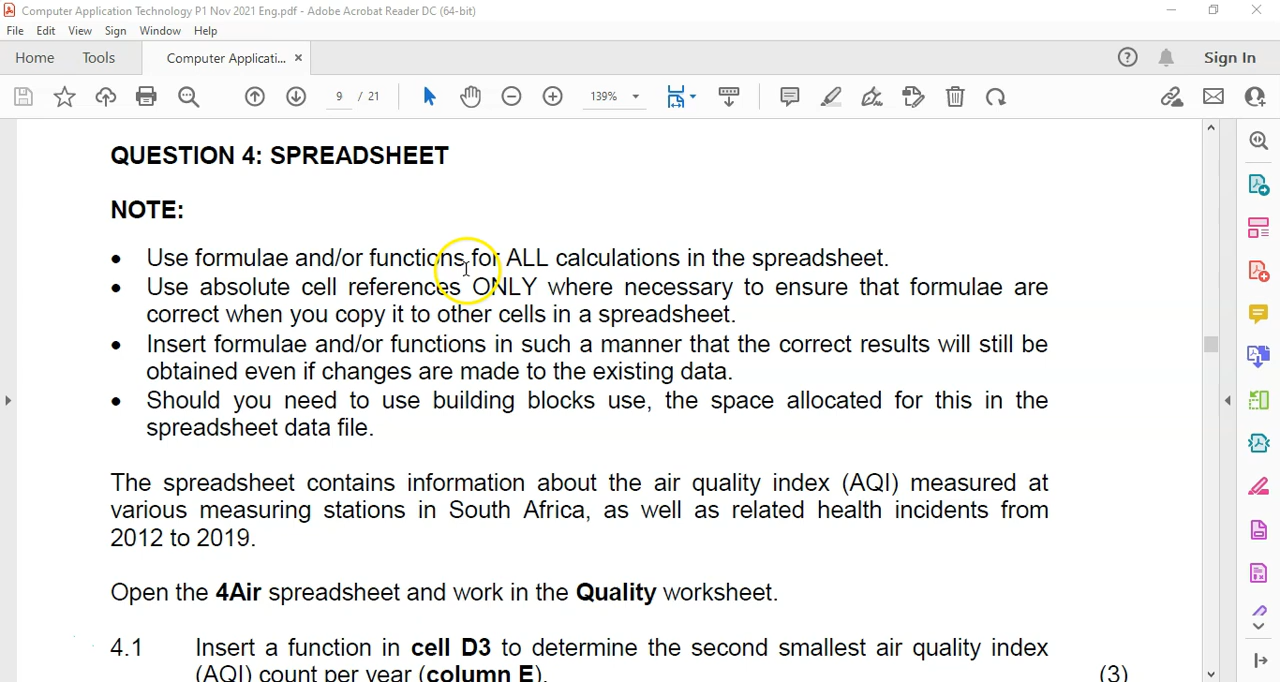 Computer Application Technology P1 Nov 2021 Eng.pdf - Adobe Acrobat Reader DC (64-bit)
File Edit View Sign Window Help
Home Tools Computer Applicati... × Sign In
9 / 21 139%
QUESTION 4: SPREADSHEET
NOTE:
• Use formulae and/or functions for ALL calculations in the spreadsheet.
• Use absolute cell references ONLY where necessary to ensure that formulae are
correct when you copy it to other cells in a spreadsheet.
• Insert formulae and/or functions in such a manner that the correct results will still be
obtained even if changes are made to the existing data.
• Should you need to use building blocks use, the space allocated for this in the
spreadsheet data file.
The spreadsheet contains information about the air quality index (AQI) measured at
various measuring stations in South Africa, as well as related health incidents from
2012 to 2019.
Open the 4Air spreadsheet and work in the Quality worksheet.
4.1 Insert a function in cell D3 to determine the second smallest air quality index
(AQI) count per year (column E). (3)